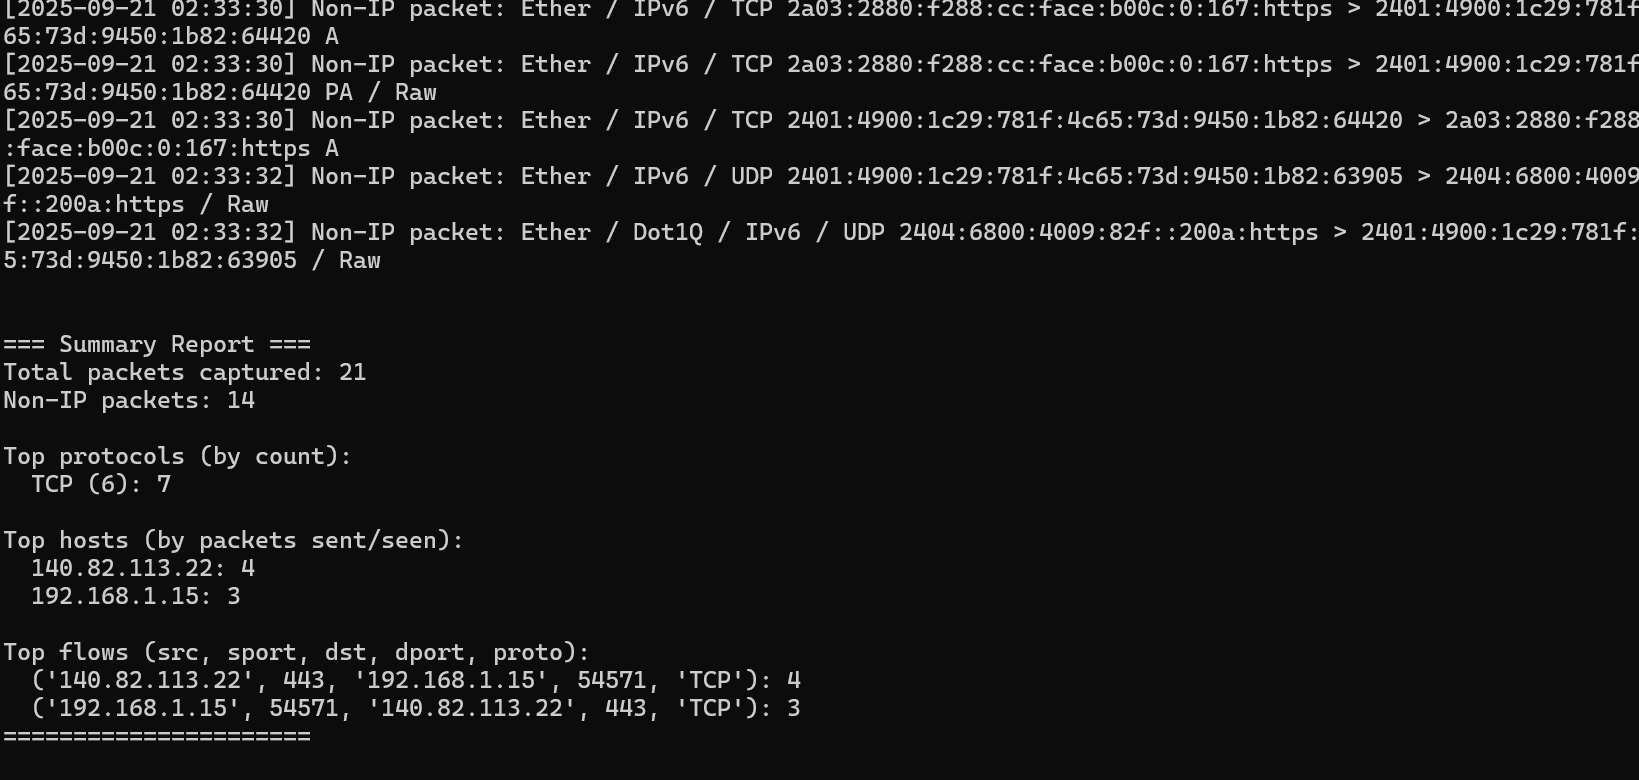 [2025-09-21 02:33:30] Non-IP packet: Ether / IPv6 / TCP 2a03:2880:f288:cc:face:b00c:0:167:https > 2401:4900:1c29:781f
65:73d:9450:1b82:64420 A
[2025-09-21 02:33:30] Non-IP packet: Ether / IPv6 / TCP 2a03:2880:f288:cc:face:b00c:0:167:https > 2401:4900:1c29:781f
65:73d:9450:1b82:64420 PA / Raw
[2025-09-21 02:33:30] Non-IP packet: Ether / IPv6 / TCP 2401:4900:1c29:781f:4c65:73d:9450:1b82:64420 > 2a03:2880:f288
:face:b00c:0:167:https A
[2025-09-21 02:33:32] Non-IP packet: Ether / IPv6 / UDP 2401:4900:1c29:781f:4c65:73d:9450:1b82:63905 > 2404:6800:4009
f::200a:https / Raw
[2025-09-21 02:33:32] Non-IP packet: Ether / Dot1Q / IPv6 / UDP 2404:6800:4009:82f::200a:https > 2401:4900:1c29:781f:
5:73d:9450:1b82:63905 / Raw
=== Summary Report ===
Total packets captured: 21
Non-IP packets: 14
Top protocols (by count):
TCP (6): 7
Top hosts (by packets sent/seen):
140.82.113.22: 4
192.168.1.15: 3
Top flows (src, sport, dst, dport, proto):
('140.82.113.22', 443, '192.168.1.15', 54571, 'TCP'): 4
('192.168.1.15', 54571, '140.82.113.22', 443, 'TCP'): 3
======================